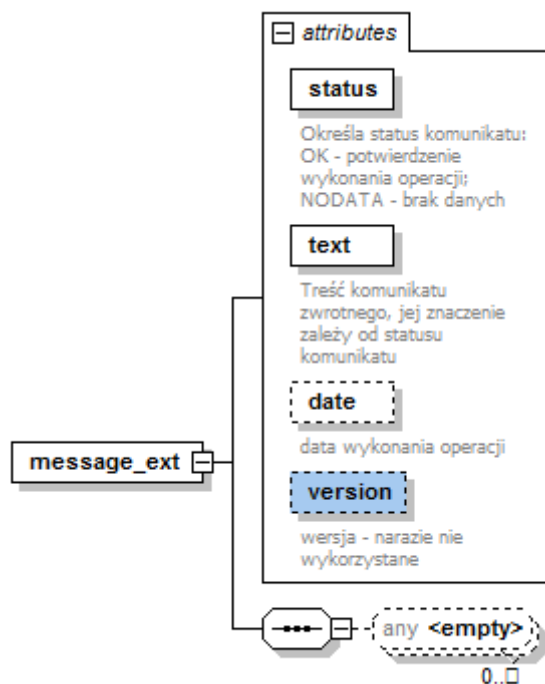 attributes
status
Określa status komunikatu:
OK - potwierdzenie
wykonania operacji;
NODATA - brak danych
text
Treść komunikatu
zwrotnego, jej znaczenie
zależy od statusu
komunikatu
date
data wykonania operacji
message_ext
version
wersja - narazie nie
wykorzystane
any <empty>
0..□